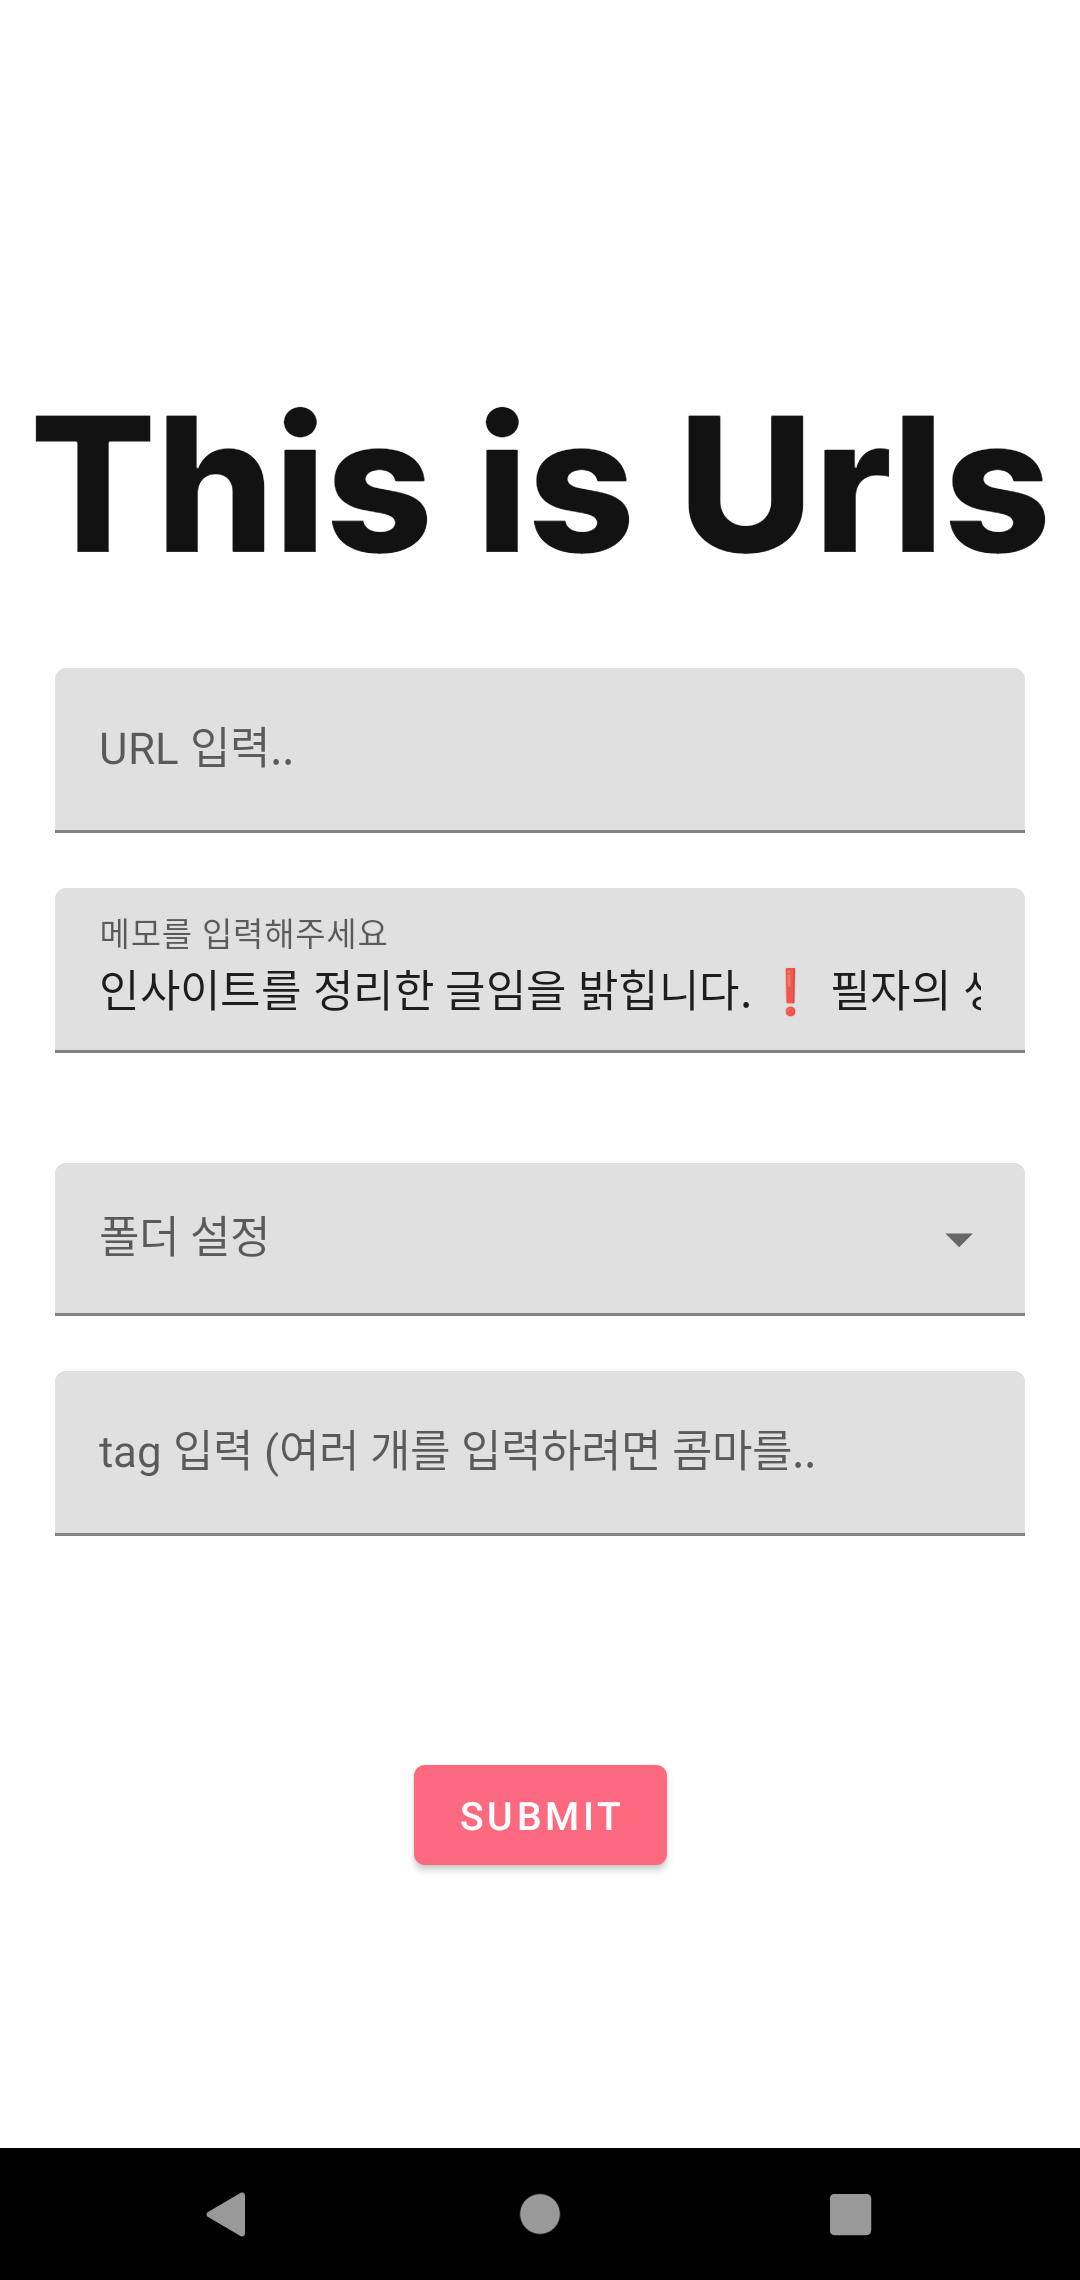 This is Urls
URL 입력..
메모를 입력해주세요
인사이트를 정리한 글임을 밝힙니다. ❗ 필자의
폴더 설정
tag 입력 (여러 개를 입력하려면 콤마를..
SUBMIT